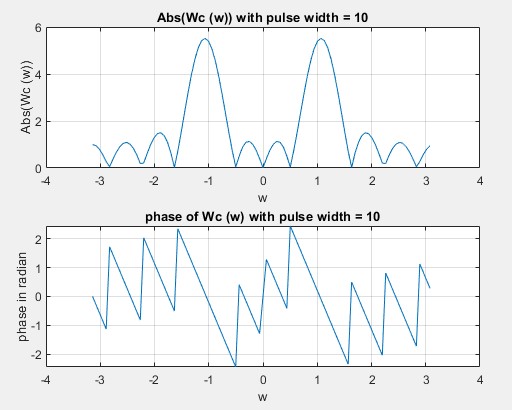 Abs(Wc (w)) with pulse width = 10
6
4
2
0
Abs(Wc (w))
-4 -3 -2 -1 0 1 2 3 4
w
phase of Wc (w) with pulse width = 10
2
1
0
-1
-2
phase in radian
-4 -3 -2 -1 0 1 2 3 4
w